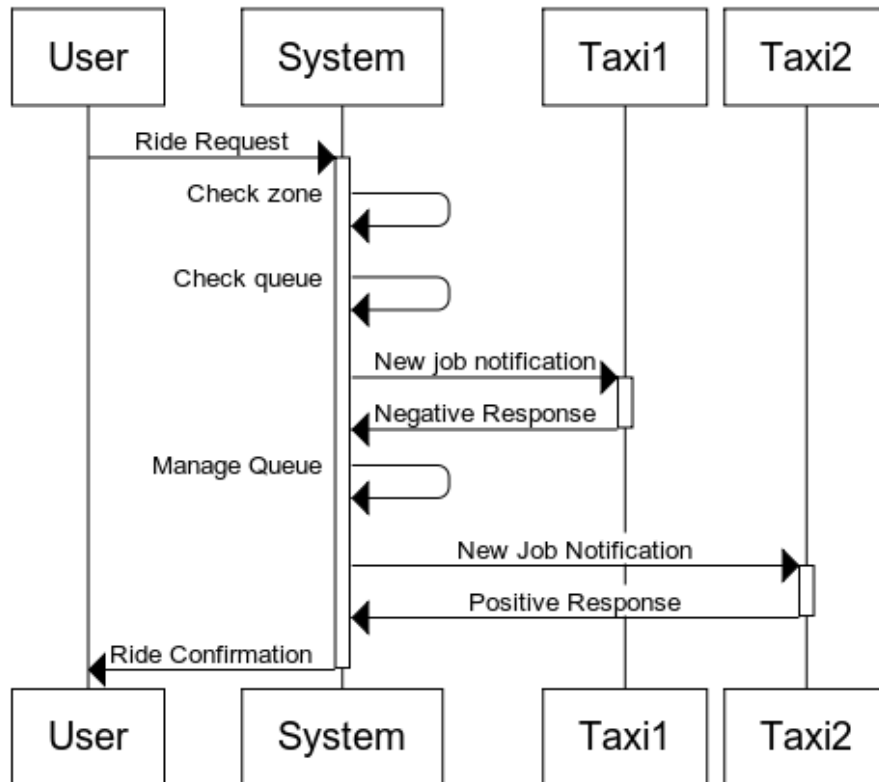 User
System
Taxi1
Taxi2
Ride Request
Check zone
Check queue
New job notification
Negative Response
Manage Queue
New Job Notification
Positive Response
Ride Confirmation
User
System
Taxi1
Taxi2